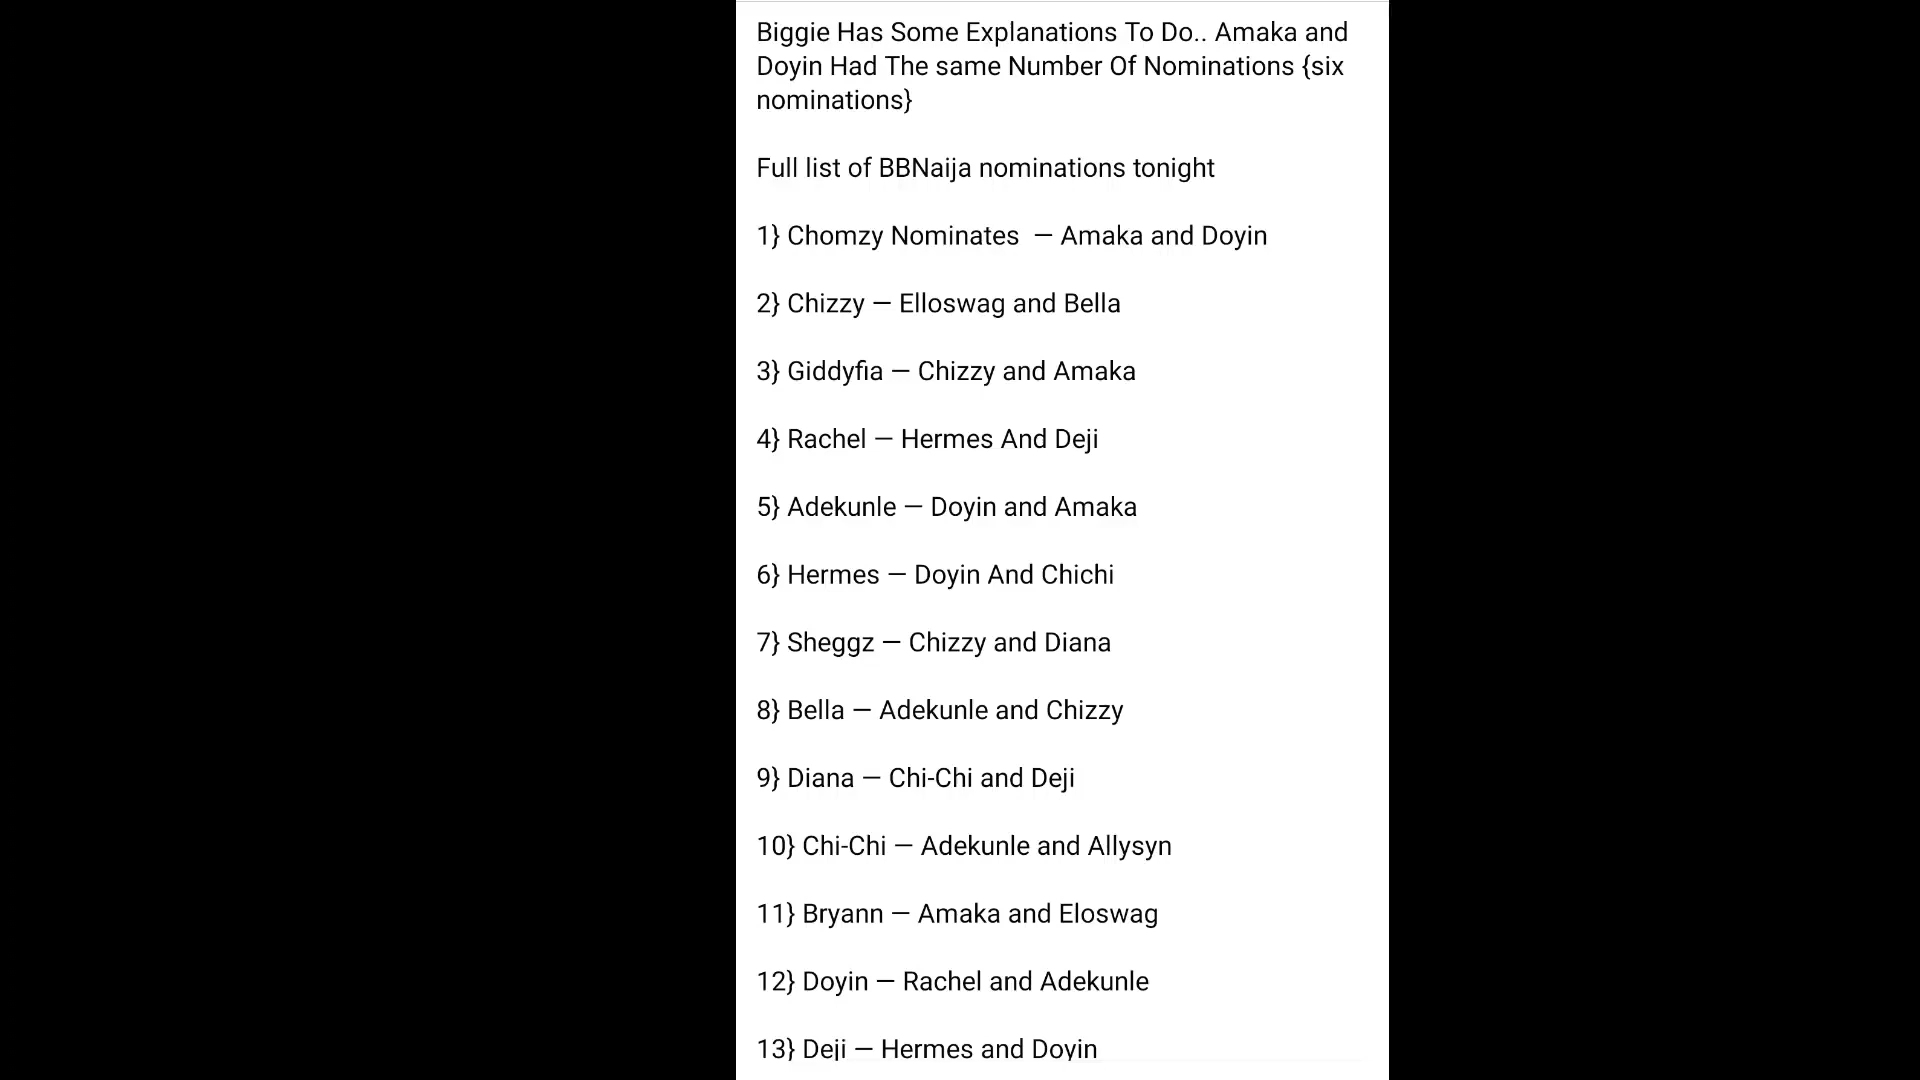 Biggie Has Some Explanations To Do.. Amaka and
Doyin Had The same Number Of Nominations {six
nominations}
Full list of BBNaija nominations tonight
1} Chomzy Nominates  — Amaka and Doyin
2} Chizzy — Elloswag and Bella
3} Giddyfia — Chizzy and Amaka
4} Rachel — Hermes And Deji
5} Adekunle — Doyin and Amaka
6} Hermes — Doyin And Chichi
7} Sheggz — Chizzy and Diana
8} Bella — Adekunle and Chizzy
9} Diana — Chi-Chi and Deji
10} Chi-Chi — Adekunle and Allysyn
11} Bryann — Amaka and Eloswag
12} Doyin — Rachel and Adekunle
13} Deji — Hermes and Doyin